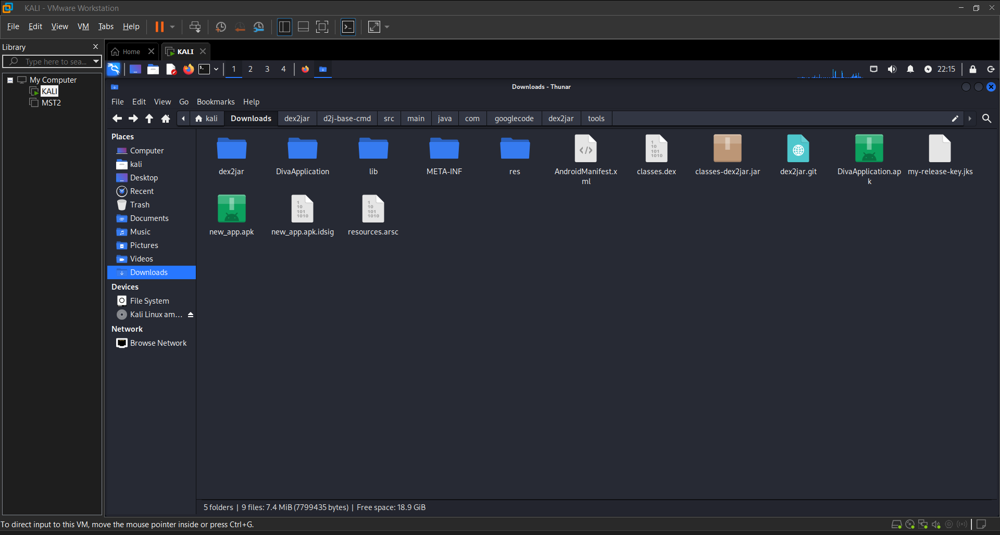 KALI - VMware Workstation
File Edit View VM Tabs Help
Library
Type here to sea...
My Computer
KALI
MST2
Home
KALI
1 2 3 4
22:15
Downloads - Thunar
File Edit View Go Bookmarks Help
kali Downloads dex2jar d2j-base-cmd src main java com googlecode dex2jar tools
Places
Computer
kali
Desktop
Recent
Trash
Documents
Music
Pictures
Videos
Downloads
Devices
File System
Kali Linux am...
Network
Browse Network
dex2jar
DivaApplication
lib
META-INF
res
AndroidManifest.x
ml
classes.dex
classes-dex2jar.jar
dex2jar.git
DivaApplication.ap
k
my-release-key.jks
new_app.apk
new_app.apk.idsig
resources.arsc
5 folders | 9 files: 7.4 MiB (7799435 bytes) | Free space: 18.9 GiB
To direct input to this VM, move the mouse pointer inside or press Ctrl+G.